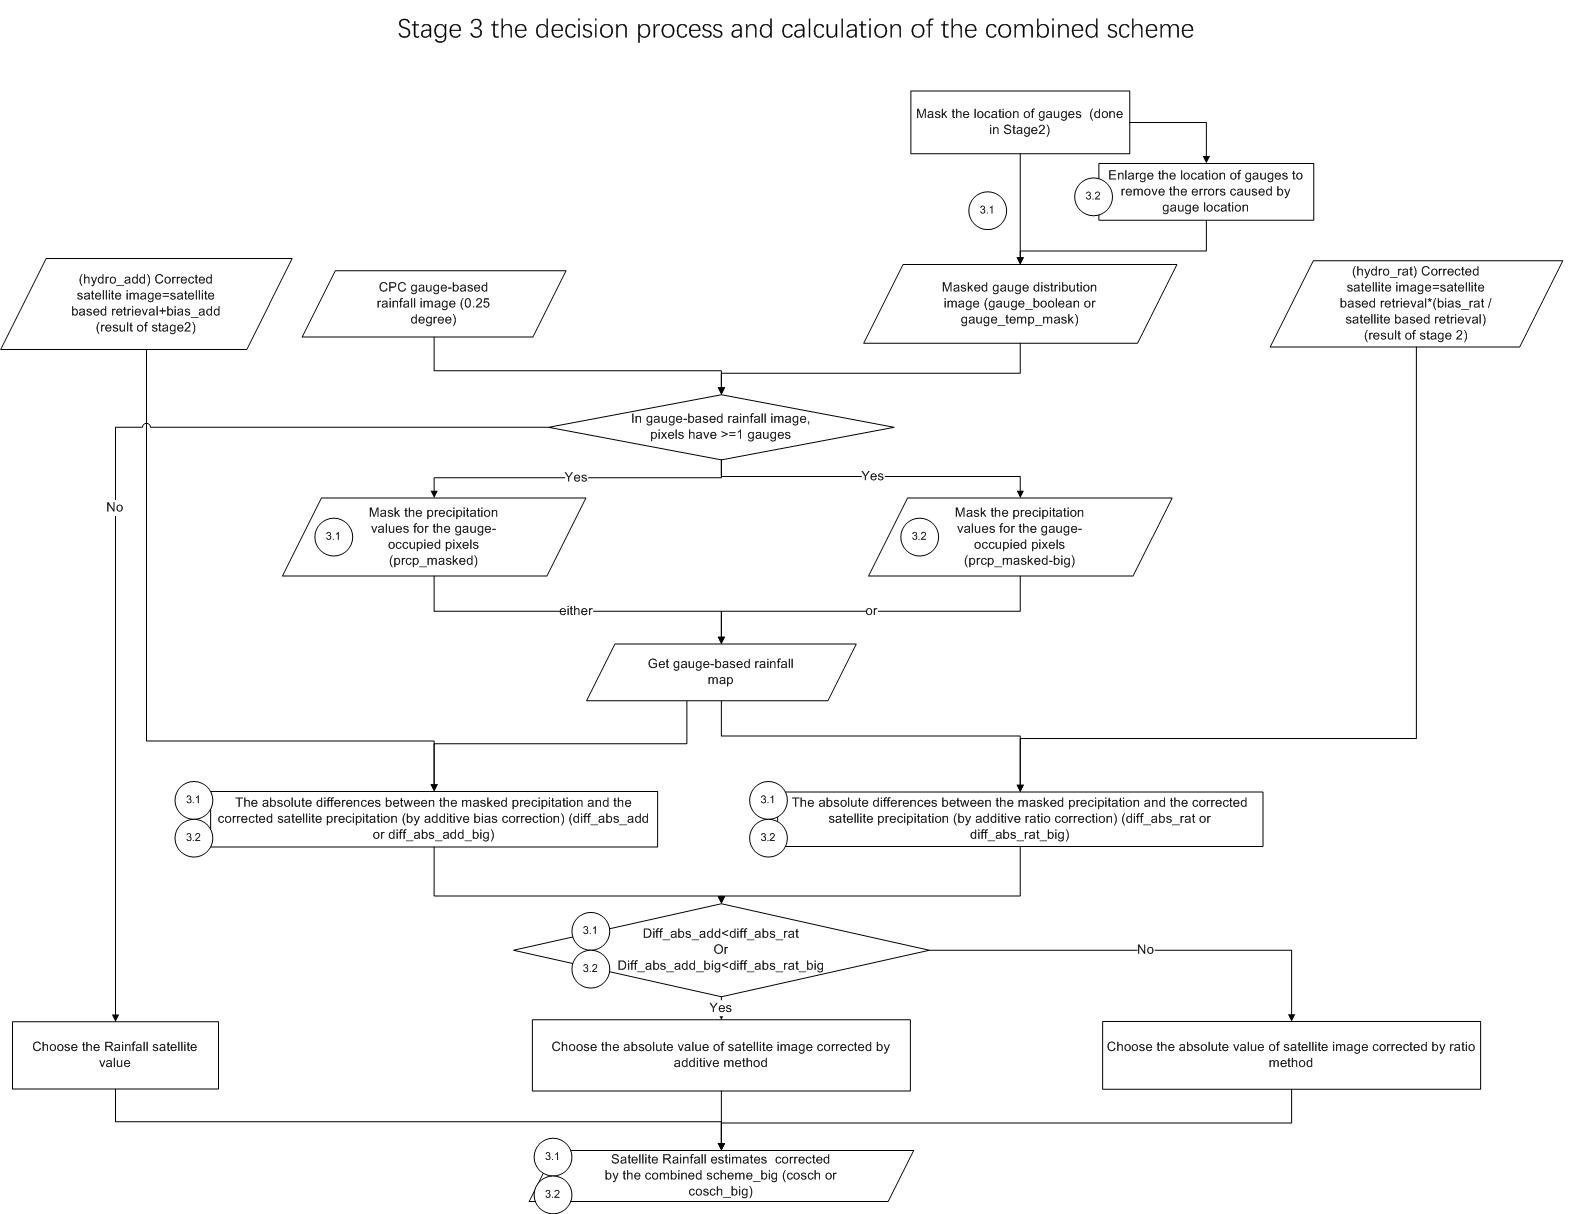 Stage 3 the decision process and calculation of the combined scheme
Mask the location of gauges (done
in Stage2)
Enlarge the location of gauges to
remove the errors caused by
gauge location
3.2
3.1
(hydro_add) Corrected
satellite image=satellite
based retrieval+bias_add
(result of stage2)
CPC gauge-based
rainfall image (0.25
degree)
Masked gauge distribution
image (gauge_boolean or
gauge_temp_mask)
(hydro_rat) Corrected
satellite image=satellite
based retrieval*(bias_rat /
satellite based retrieval)
(result of stage 2)
In gauge-based rainfall image,
pixels have >=1 gauges
Yes
Yes
No
3.1
Mask the precipitation
values for the gauge-
occupied pixels
(prcp_masked)
3.2
Mask the precipitation
values for the gauge-
occupied pixels
(prcp_masked-big)
either
or
Get gauge-based rainfall
map
3.1
3.2
The absolute differences between the masked precipitation and the
corrected satellite precipitation (by additive bias correction) (diff_abs_add
or diff_abs_add_big)
3.1
3.2
The absolute differences between the masked precipitation and the corrected
satellite precipitation (by additive ratio correction) (diff_abs_rat or
diff_abs_rat_big)
3.1
3.2
Diff_abs_add<diff_abs_rat
Or
Diff_abs_add_big<diff_abs_rat_big
No
Yes
Choose the Rainfall satellite
value
Choose the absolute value of satellite image corrected by
additive method
Choose the absolute value of satellite image corrected by ratio
method
3.1
3.2
Satellite Rainfall estimates corrected
by the combined scheme_big (cosch or
cosch_big)